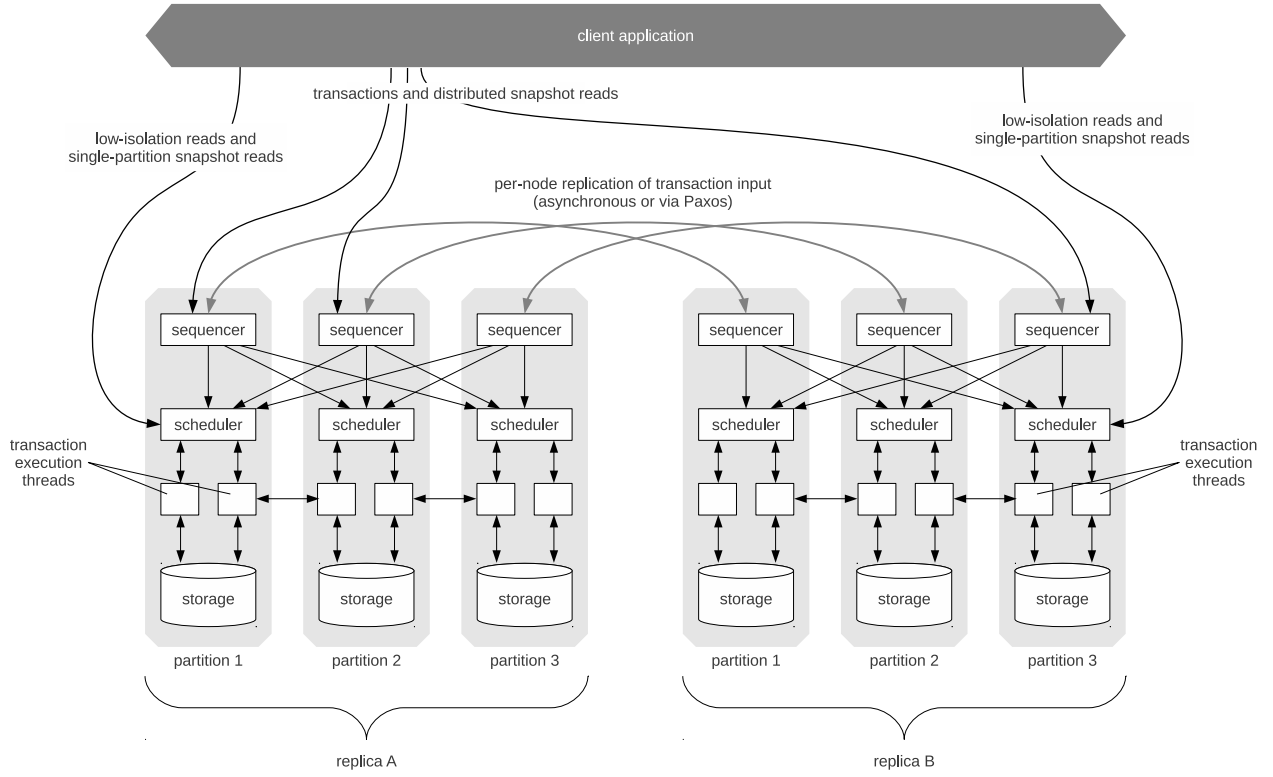 client application
transactions and distributed snapshot reads
low-isolation reads and
single-partition snapshot reads
low-isolation reads and
single-partition snapshot reads
per-node replication of transaction input
(asynchronous or via Paxos)
sequencer
sequencer
sequencer
sequencer
sequencer
sequencer
scheduler
scheduler
scheduler
scheduler
scheduler
scheduler
transaction
execution
threads
transaction
execution
threads
storage
storage
storage
storage
storage
storage
partition 1
partition 2
partition 3
partition 1
partition 2
partition 3
replica A
replica B